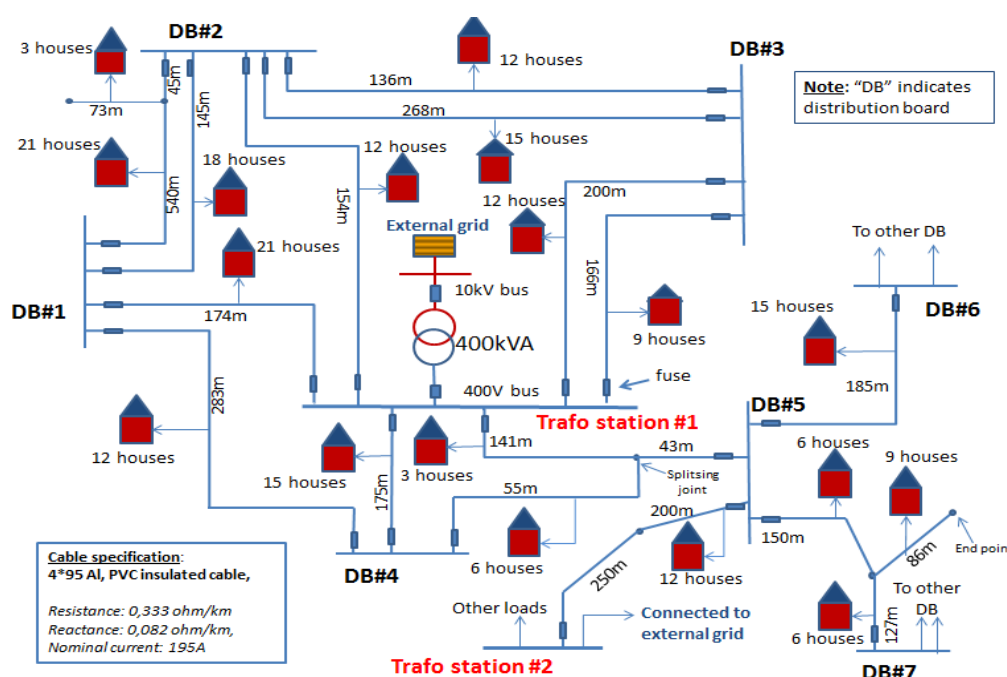 3 houses
DB#2
12 houses
DB#3
Note: “DB” indicates
distribution board
45m
136m
73m
145m
268m
21 houses
18 houses
12 houses
15 houses
12 houses
540m
154m
200m
External grid
21 houses
To other DB
10kV bus
166m
15 houses
DB#1
174m
400kVA
9 houses
DB#6
fuse
400V bus
185m
283m
Trafo station #1
DB#5
141m
43m
6 houses
12 houses
15 houses
3 houses
9 houses
175m
55m
Splitsing
joint
200m
150m
86m
End point
Cable specification:
4*95 Al, PVC insulated cable,
Resistance: 0,333 ohm/km
Reactance: 0,082 ohm/km,
Nominal current: 195A
DB#4
6 houses
250m
12 houses
To other
DB
Other loads
Connected to
external grid
6 houses
127m
Trafo station #2
DB#7